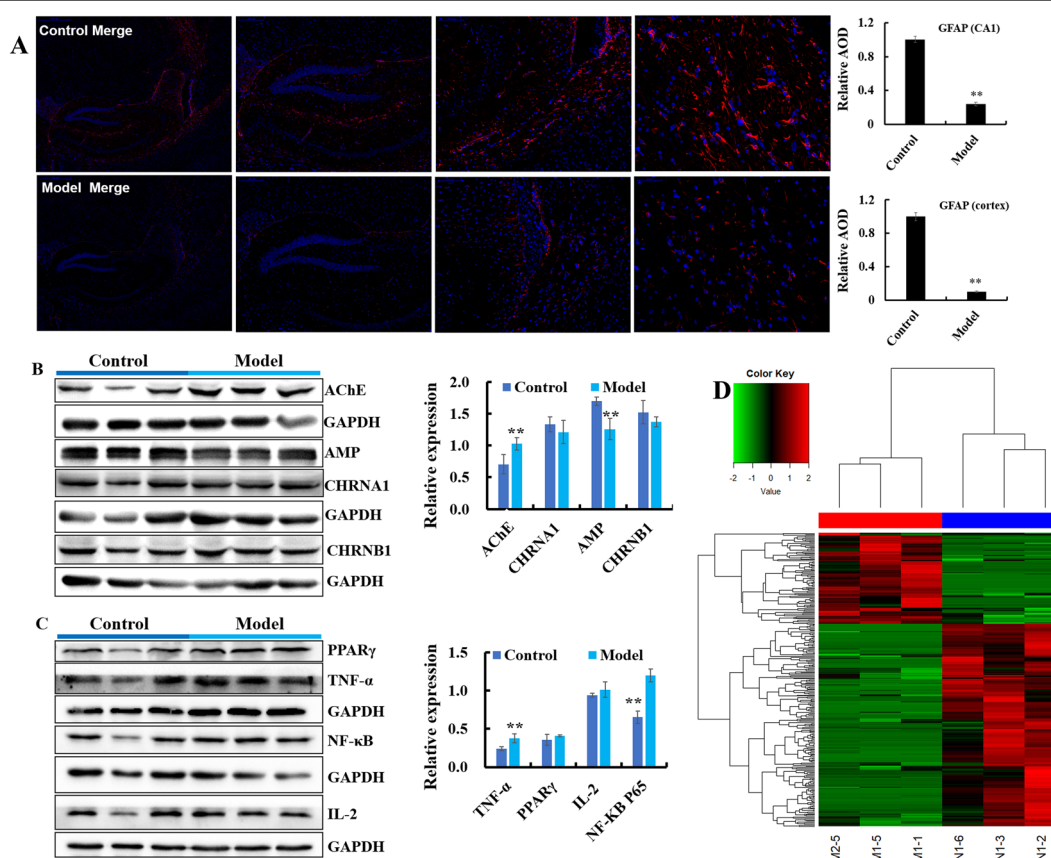 A
Control Merge
Model Merge
GFAP (CA1)
Relative AOD
1.2
0.8
0.4
0
Control
Model
**
GFAP (cortex)
Relative AOD
1.2
0.8
0.4
0
Control
Model
**
B
Control
Model
AChE
GAPDH
AMP
CHRNA1
GAPDH
CHRNB1
GAPDH
Relative expression
2.0
1.5
1.0
0.5
0.0
Control
Model
**
**
AChE
CHRNA1
AMP
CHRNB1
C
Control
Model
PPARγ
TNF-α
GAPDH
NF-κB
GAPDH
IL-2
GAPDH
Relative expression
1.5
1.0
0.5
0.0
Control
Model
**
**
TNF-α
PPARγ
IL-2
NF-KB P65
D
Color Key
-2
-1
0
1
2
Value
M2-5
M1-5
M1-1
N1-6
N1-3
N1-2